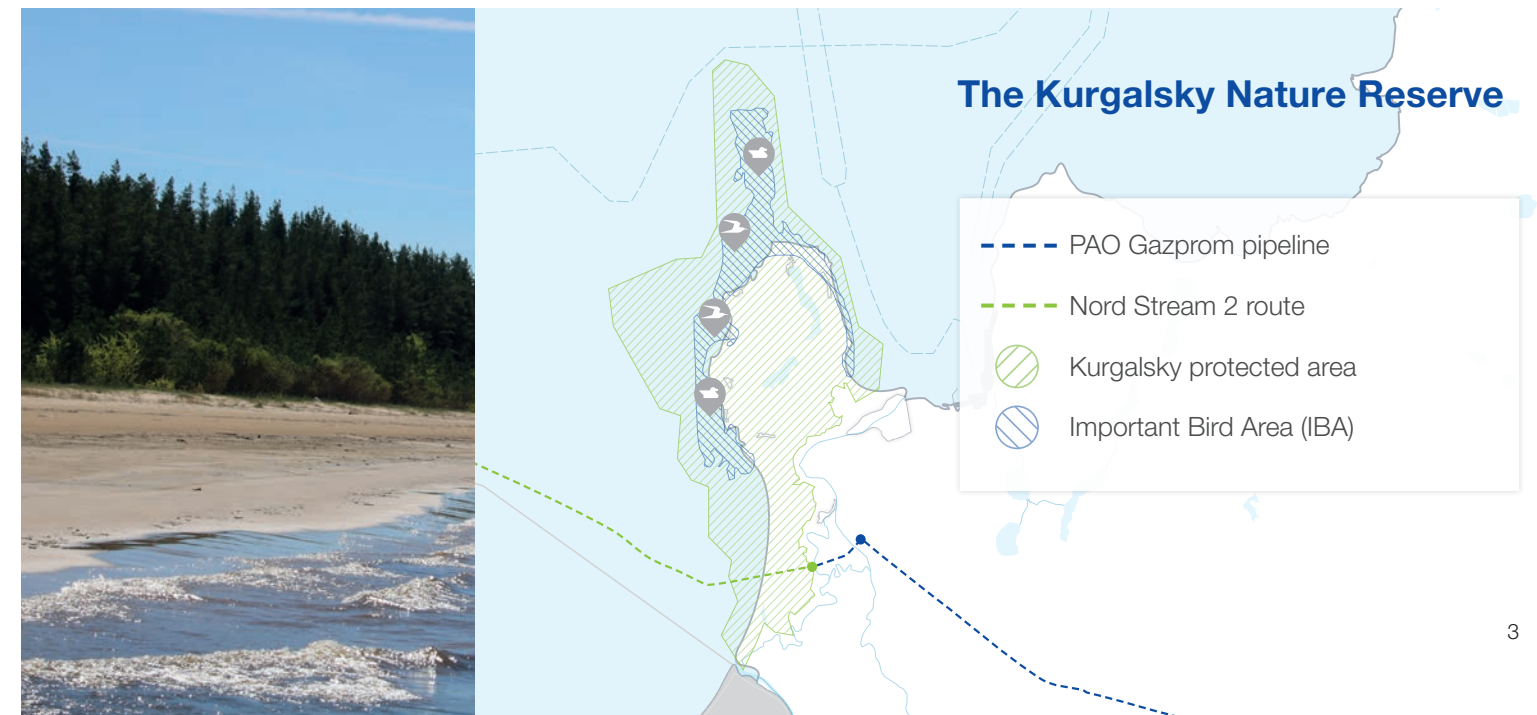 The Kurgalsky Nature Reserve
PAO Gazprom pipeline
Nord Stream 2 route
Kurgalsky protected area
Important Bird Area (IBA)
3